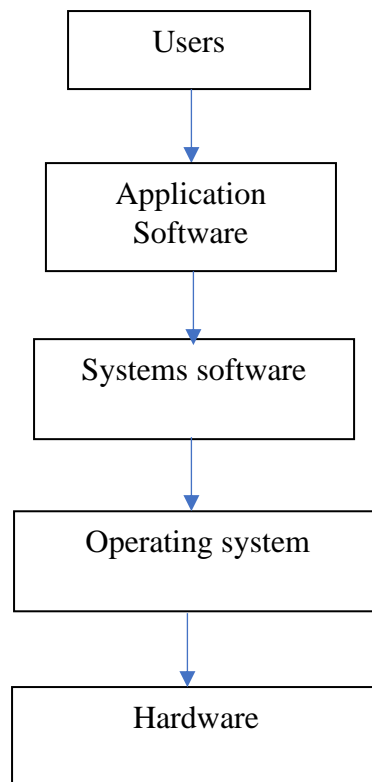 Users
Application
Software
Systems software
Operating system
Hardware